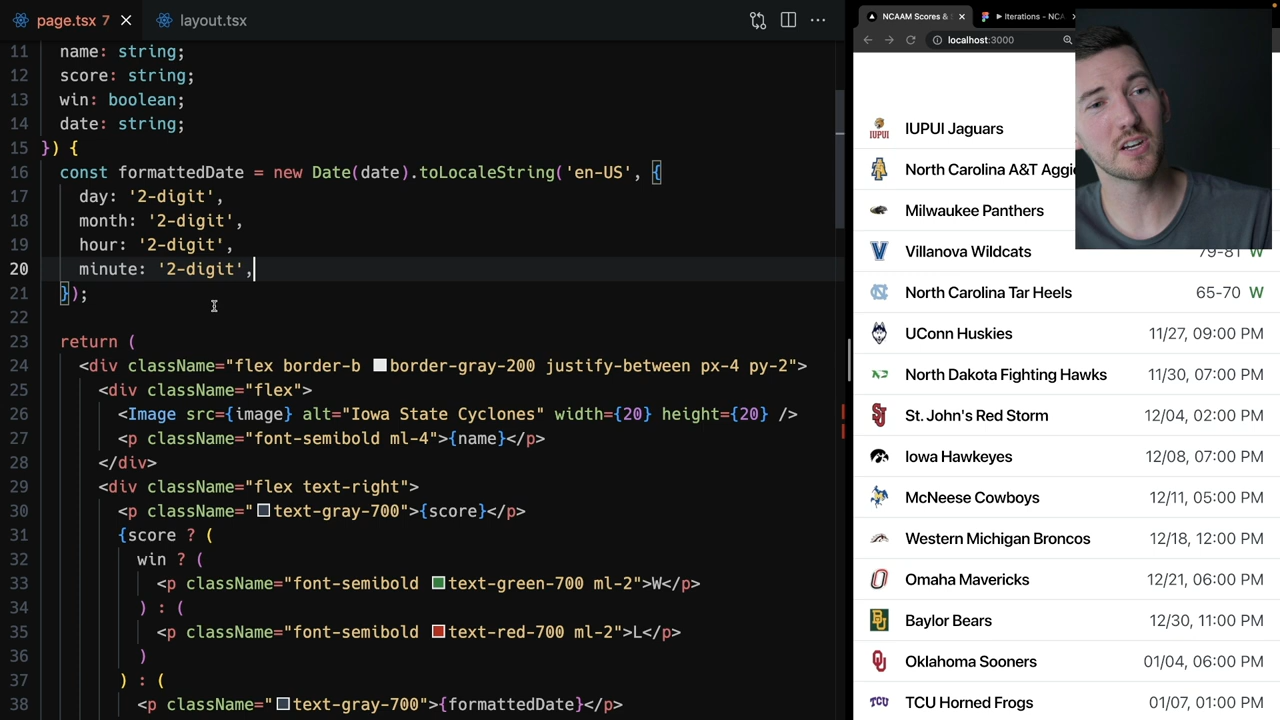 page.tsx 7
layout.tsx
11 name: string;
12 score: string;
13 win: boolean;
14 date: string;
15 }) {
16 const formattedDate = new Date(date).toLocaleString('en-US', {
17 day: '2-digit',
18 month: '2-digit',
19 hour: '2-digit',
20 minute: '2-digit',
21 });
22
23 return (
24 <div className="flex border-b border-gray-200 justify-between px-4 py-2">
25 <div className="flex">
26 <Image src={image} alt="Iowa State Cyclones" width={20} height={20} />
27 <p className="font-semibold ml-4">{name}</p>
28 </div>
29 <div className="flex text-right">
30 <p className="text-gray-700">{score}</p>
31 {score ? (
32 win ? (
33 <p className="font-semibold text-green-700 ml-2">W</p>
34 ) : (
35 <p className="font-semibold text-red-700 ml-2">L</p>
36 )
37 ) : (
38 <p className="text-gray-700">{formattedDate}</p>
NCAAM Scores &
Iterations - NCA
localhost:3000
IUPUI Jaguars
North Carolina A&T Aggie
Milwaukee Panthers
Villanova Wildcats 79-81 W
North Carolina Tar Heels 65-70 W
UConn Huskies 11/27, 09:00 PM
North Dakota Fighting Hawks 11/30, 07:00 PM
St. John's Red Storm 12/04, 02:00 PM
Iowa Hawkeyes 12/08, 07:00 PM
McNeese Cowboys 12/11, 05:00 PM
Western Michigan Broncos 12/18, 12:00 PM
Omaha Mavericks 12/21, 06:00 PM
Baylor Bears 12/30, 11:00 PM
Oklahoma Sooners 01/04, 06:00 PM
TCU Horned Frogs 01/07, 01:00 PM
IUPUI
TCU